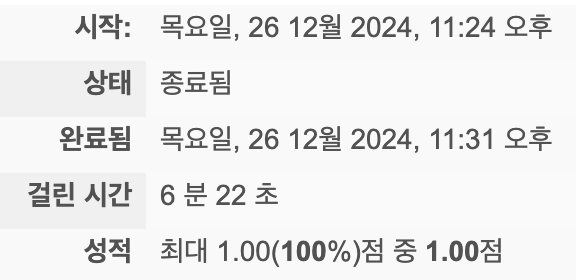 시작: 목요일, 26 12월 2024, 11:24 오후
상태 종료됨
완료됨 목요일, 26 12월 2024, 11:31 오후
걸린 시간 6 분 22 초
성적 최대 1.00(100%)점 중 1.00점